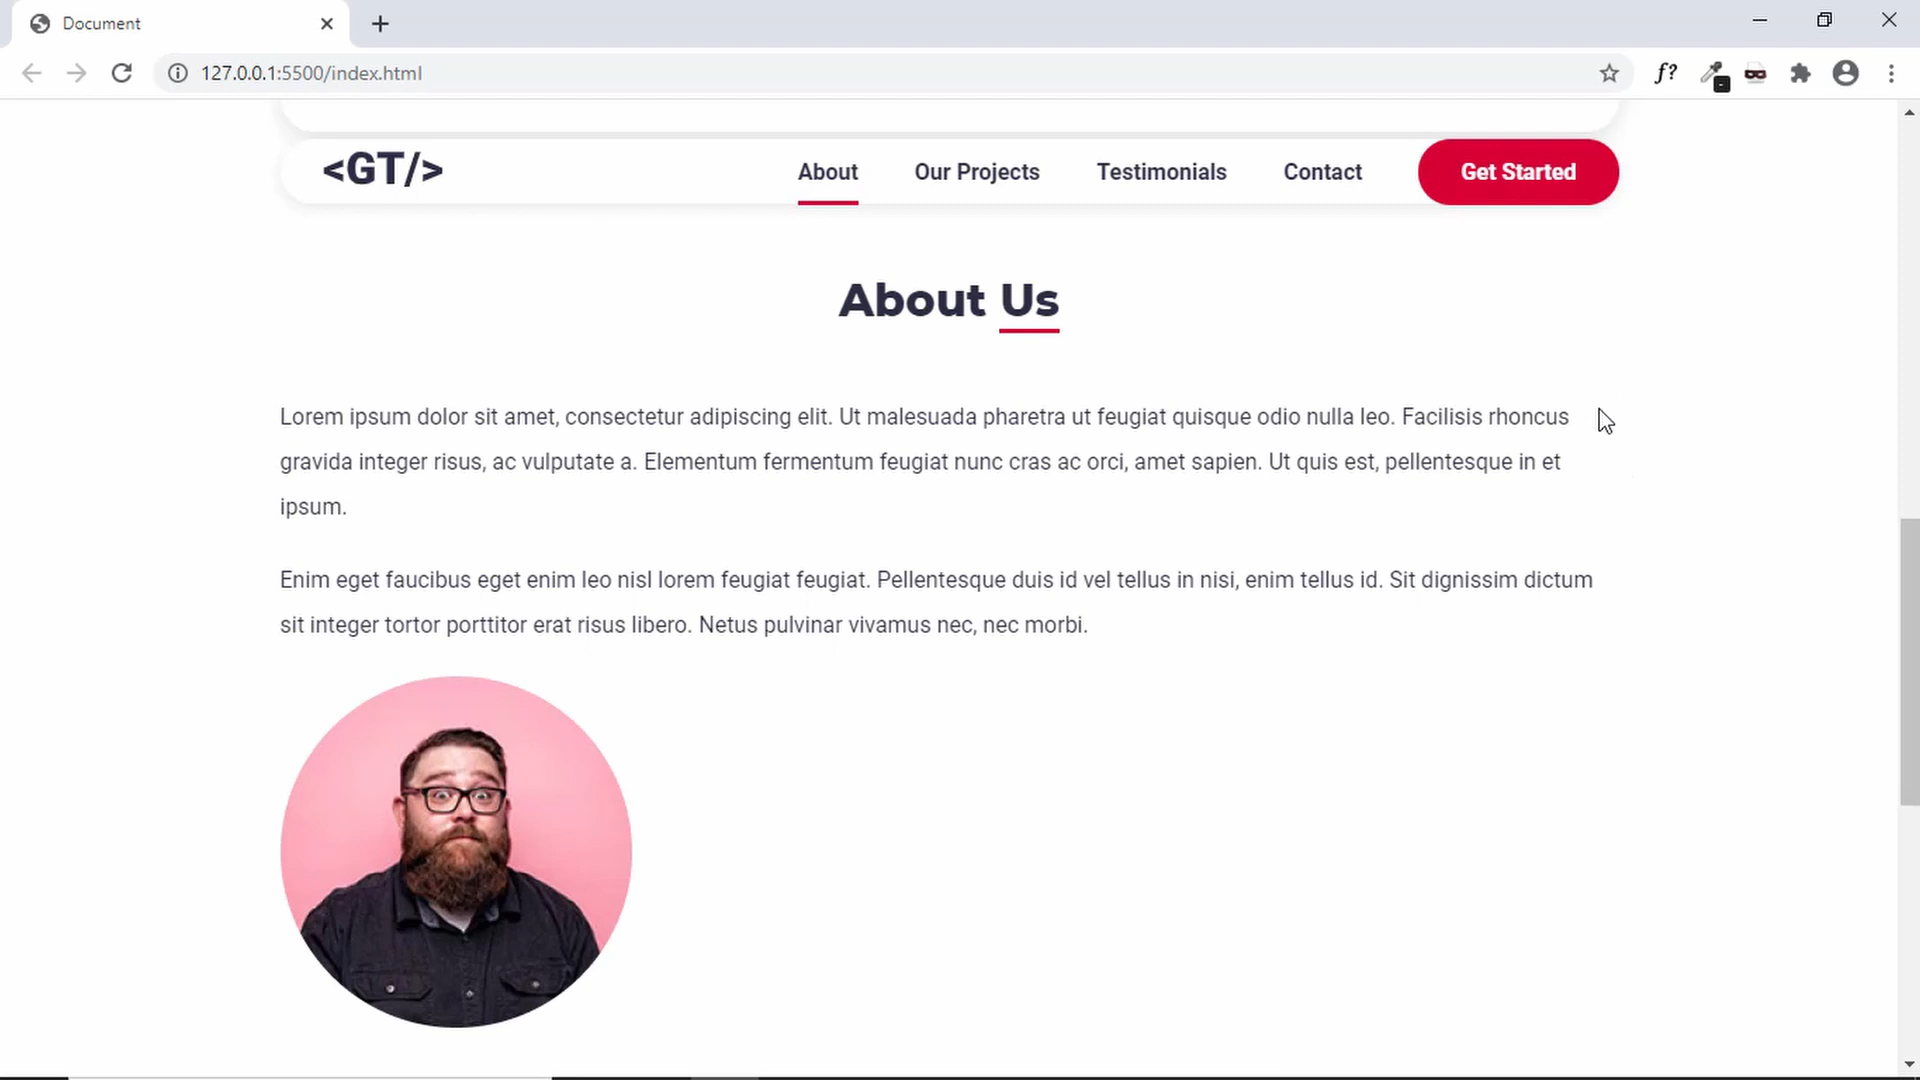 Document
127.0.0.1:5500/index.html
f?
<GT/>
About
Our Projects
Testimonials
Contact
Get Started
About Us
Lorem ipsum dolor sit amet, consectetur adipiscing elit. Ut malesuada pharetra ut feugiat quisque odio nulla leo. Facilisis rhoncus
gravida integer risus, ac vulputate a. Elementum fermentum feugiat nunc cras ac orci, amet sapien. Ut quis est, pellentesque in et
ipsum.
Enim eget faucibus eget enim leo nisl lorem feugiat feugiat. Pellentesque duis id vel tellus in nisi, enim tellus id. Sit dignissim dictum
sit integer tortor porttitor erat risus libero. Netus pulvinar vivamus nec, nec morbi.